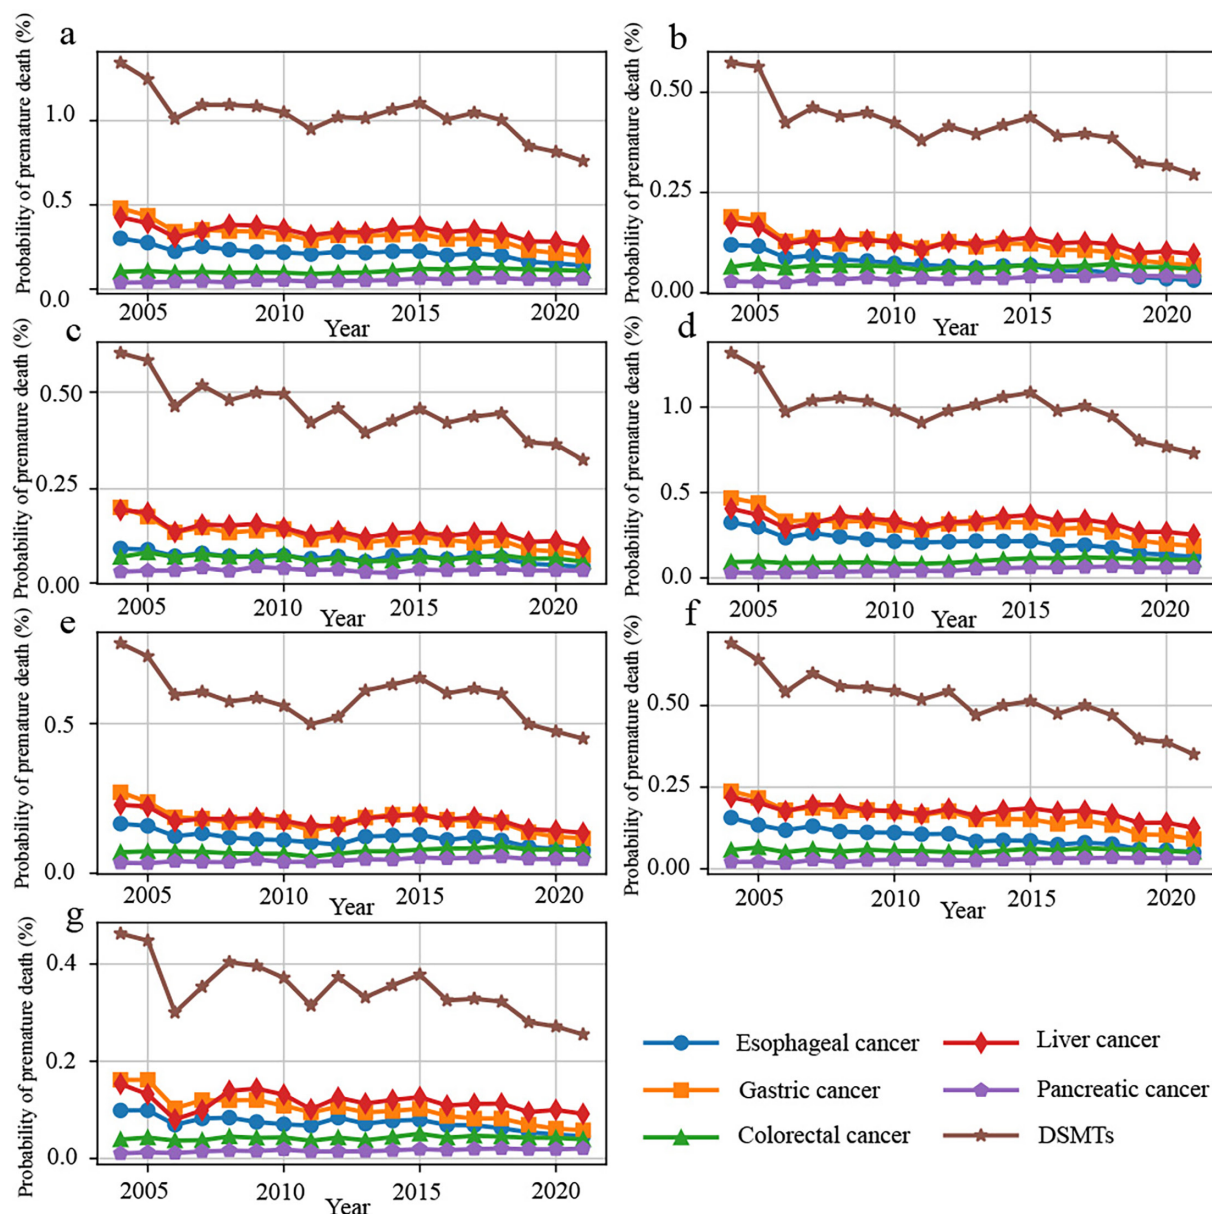 a
Probability of premature death (%)
1.0
0.5
0.0
2005
2010
2015
2020
Year
b
Probability of premature death (%)
0.50
0.25
0.00
2005
2010
2015
2020
Year
c
Probability of premature death (%)
0.50
0.25
0.00
2005
2010
2015
2020
Year
d
Probability of premature death (%)
1.0
0.5
0.0
2005
2010
2015
2020
Year
e
Probability of premature death (%)
0.5
0.0
2005
2010
2015
2020
Year
f
Probability of premature death (%)
0.50
0.25
0.00
2005
2010
2015
2020
Year
g
Probability of premature death (%)
0.4
0.2
0.0
2005
2010
2015
2020
Year
Esophageal cancer
Liver cancer
Gastric cancer
Pancreatic cancer
Colorectal cancer
DSMTs